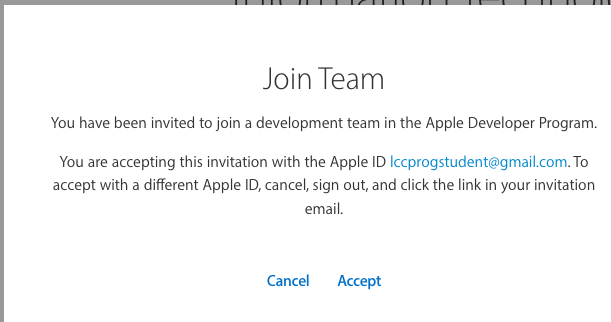 Join Team
You have been invited to join a development team in the Apple Developer Program.
You are accepting this invitation with the Apple ID lccprogstudent@gmail.com. To
accept with a different Apple ID, cancel, sign out, and click the link in your invitation
email.
Cancel Accept